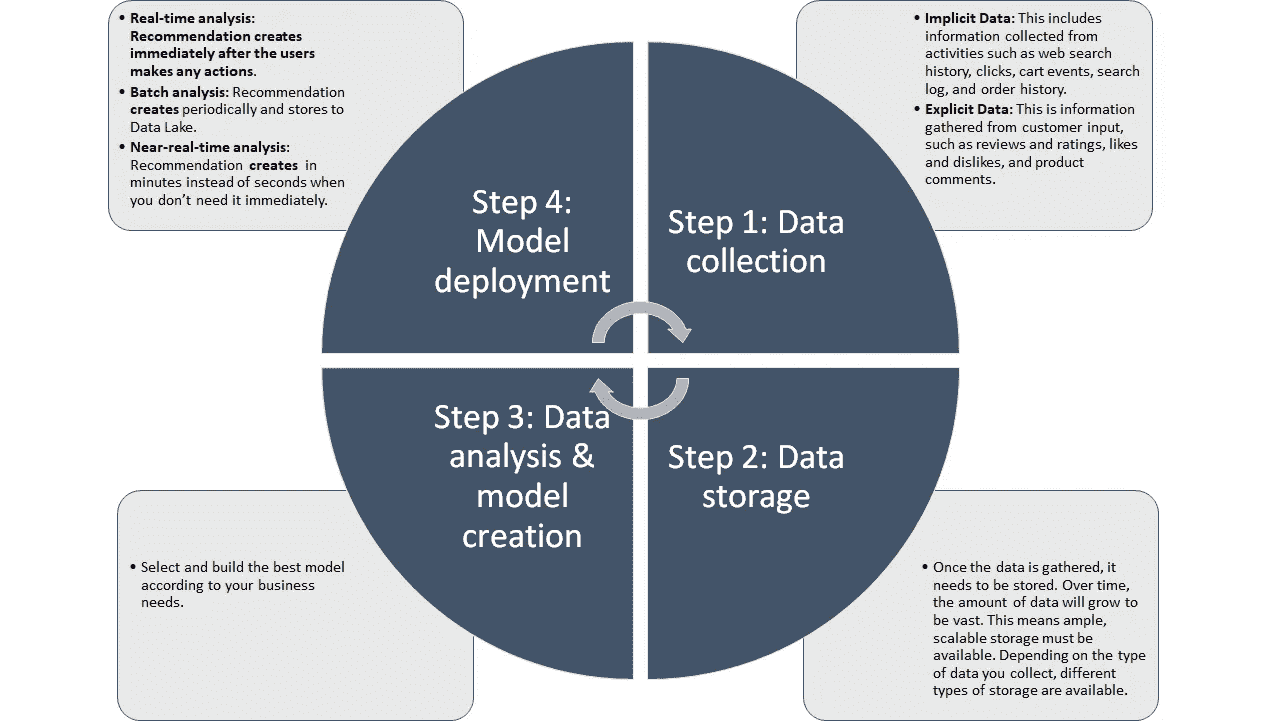 • Real-time analysis:
Recommendation creates
immediately after the users
makes any actions.
• Batch analysis: Recommendation
creates periodically and stores to
Data Lake.
• Near-real-time analysis:
Recommendation creates in
minutes instead of seconds when
you don’t need it immediately.
• Implicit Data: This includes
information collected from
activities such as web search
history, clicks, cart events, search
log, and order history.
• Explicit Data: This is information
gathered from customer input,
such as reviews and ratings, likes
and dislikes, and product
comments.
Step 4:
Model
deployment
Step 1: Data
collection
Step 3: Data
analysis &
model
creation
Step 2: Data
storage
• Select and build the best model
according to your business
needs.
• Once the data is gathered, it
needs to be stored. Over time,
the amount of data will grow to
be vast. This means ample,
scalable storage must be
available. Depending on the type
of data you collect, different
types of storage are available.